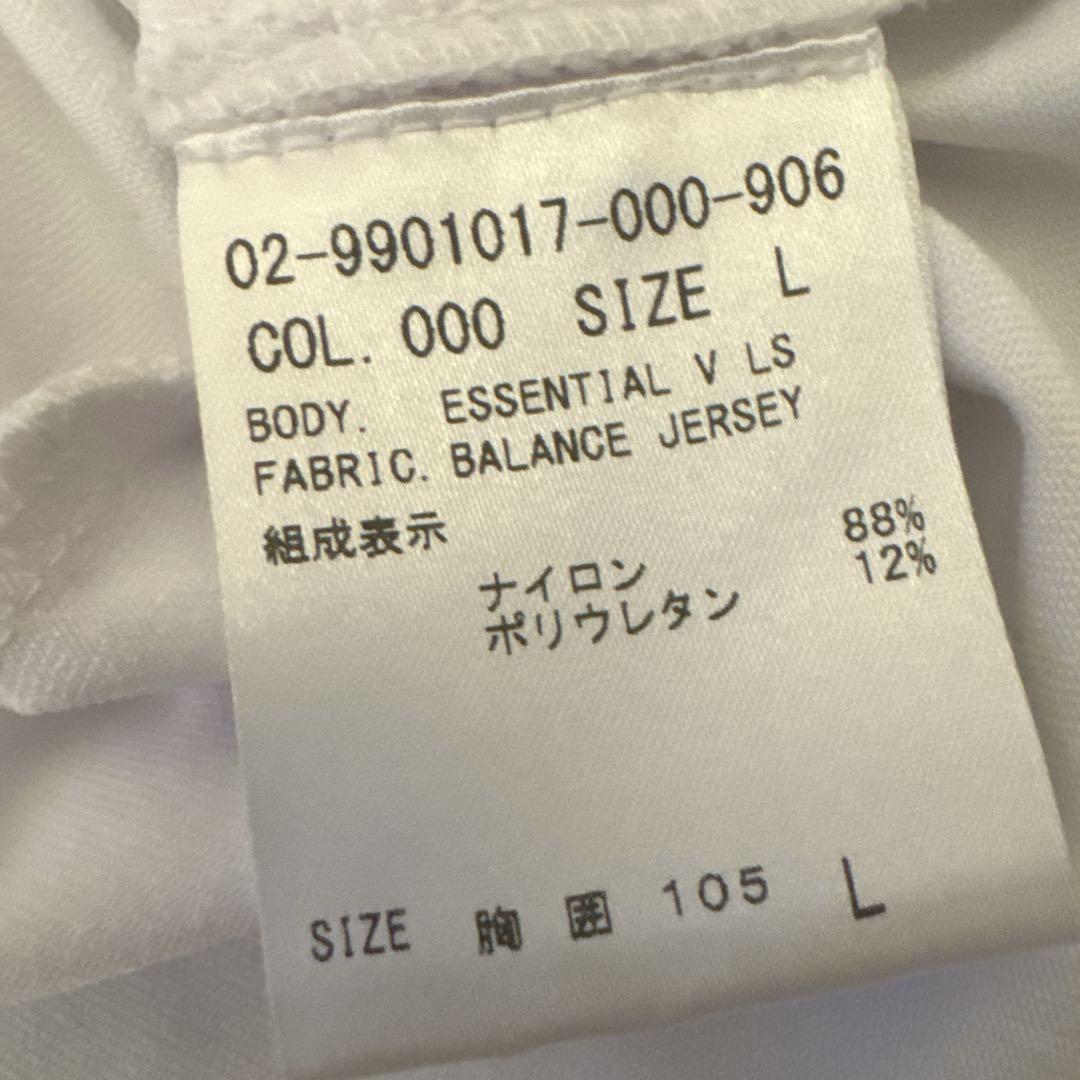 02-9901017-000-906
COL. 000 SIZE L
BODY. ESSENTIAL V LS
FABRIC. BALANCE JERSEY
組成表示
ナイロン 88%
ポリウレタン 12%
SIZE 胸囲 105 L